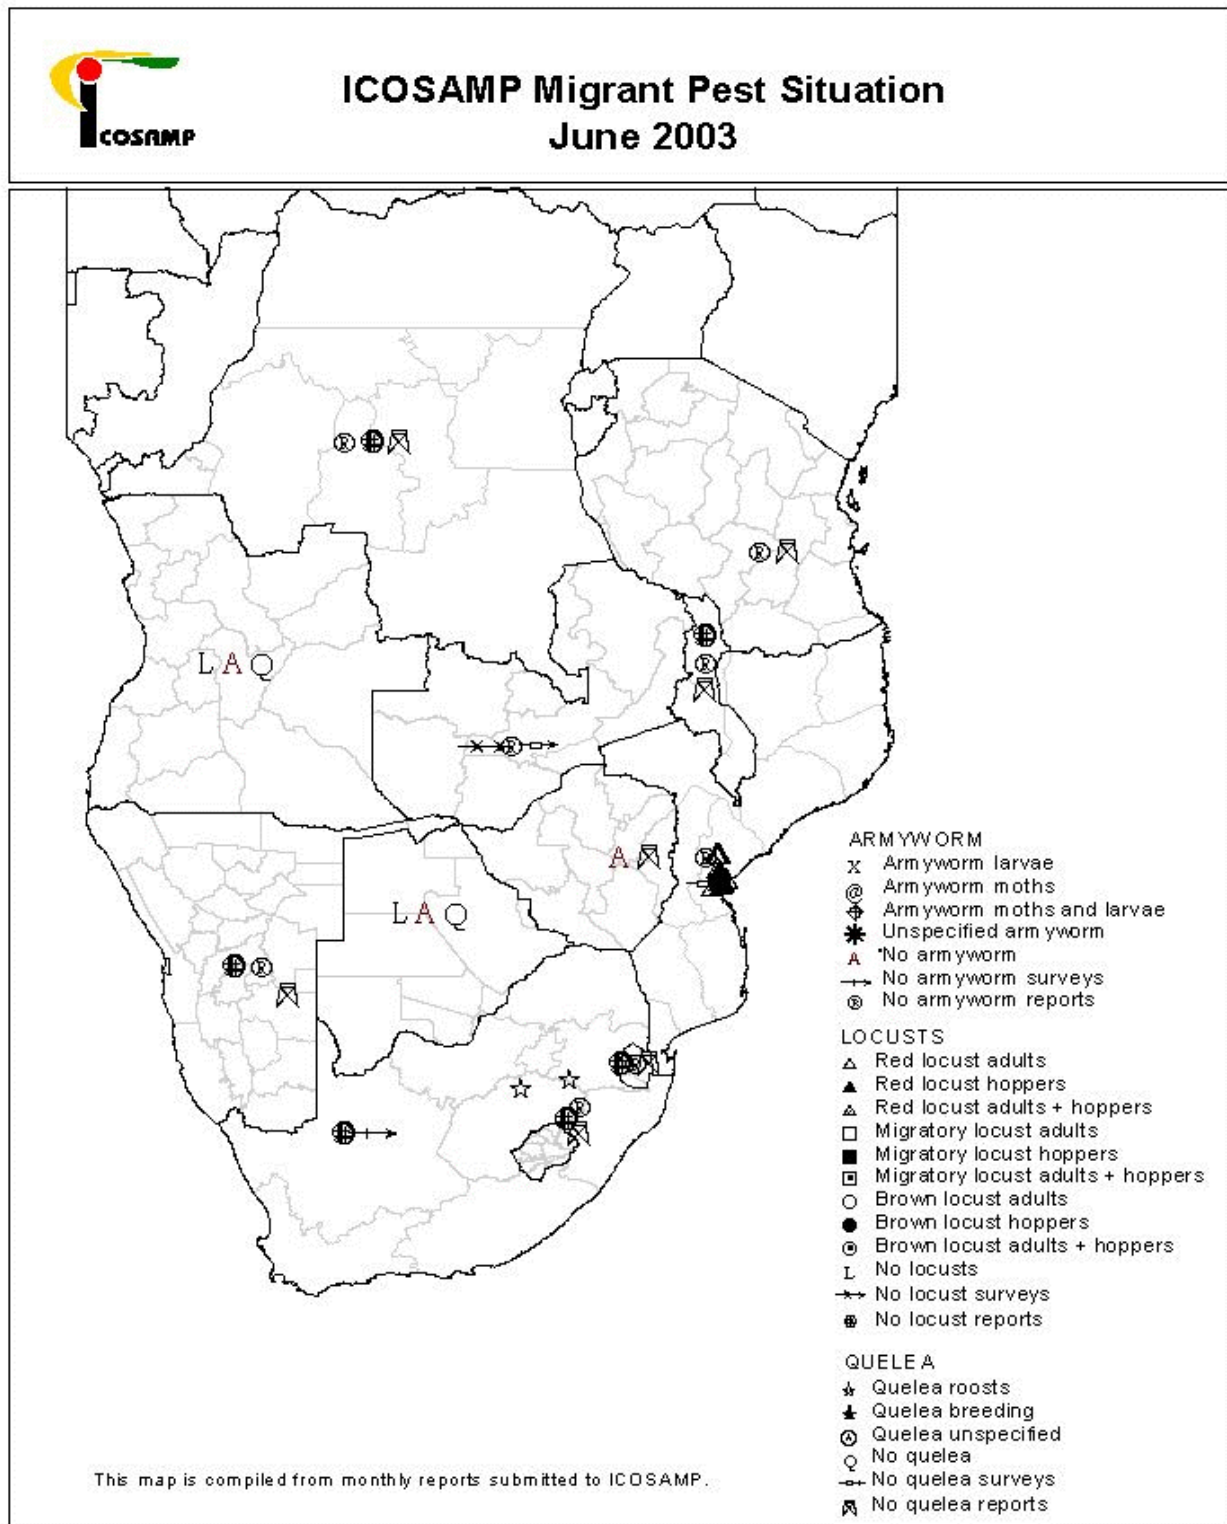 ICOSAMP Migrant Pest Situation
June 2003
COSAMP
R
R
L A Q
R
R
A
R
L A Q
R
R
ARMYWORM
X Armyworm larvae
@ Armyworm moths
Armyworm moths and larvae
Unspecified armyworm
A No armyworm
No armyworm surveys
® No armyworm reports
LOCUSTS
Red locust adults
Red locust hoppers
Red locust adults + hoppers
Migratory locust adults
Migratory locust hoppers
Migratory locust adults + hoppers
Brown locust adults
Brown locust hoppers
Brown locust adults + hoppers
L No locusts
No locust surveys
No locust reports
QUELEA
Quelea roosts
Quelea breeding
Quelea unspecified
Q No quelea
No quelea surveys
No quelea reports
This map is compiled from monthly reports submitted to ICOSAMP.